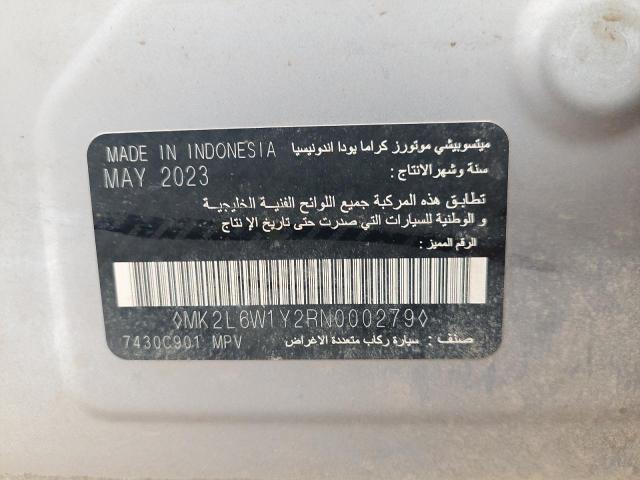 MADE IN INDONESIA ميتسوبيشي موتورز كراما يودا اندونيسيا
MAY 2023 سنة وشهر الانتاج :
تطابق هذه المركبة جميع اللوائح الفنية الخليجية
و الوطنية للسيارات التي صدرت حتى تاريخ الإنتاج
الرقم المميز :
◊MK2L6W1Y2RN000279◊
7430C901 MPV صنف : سيارة ركاب متعددة الاغراض